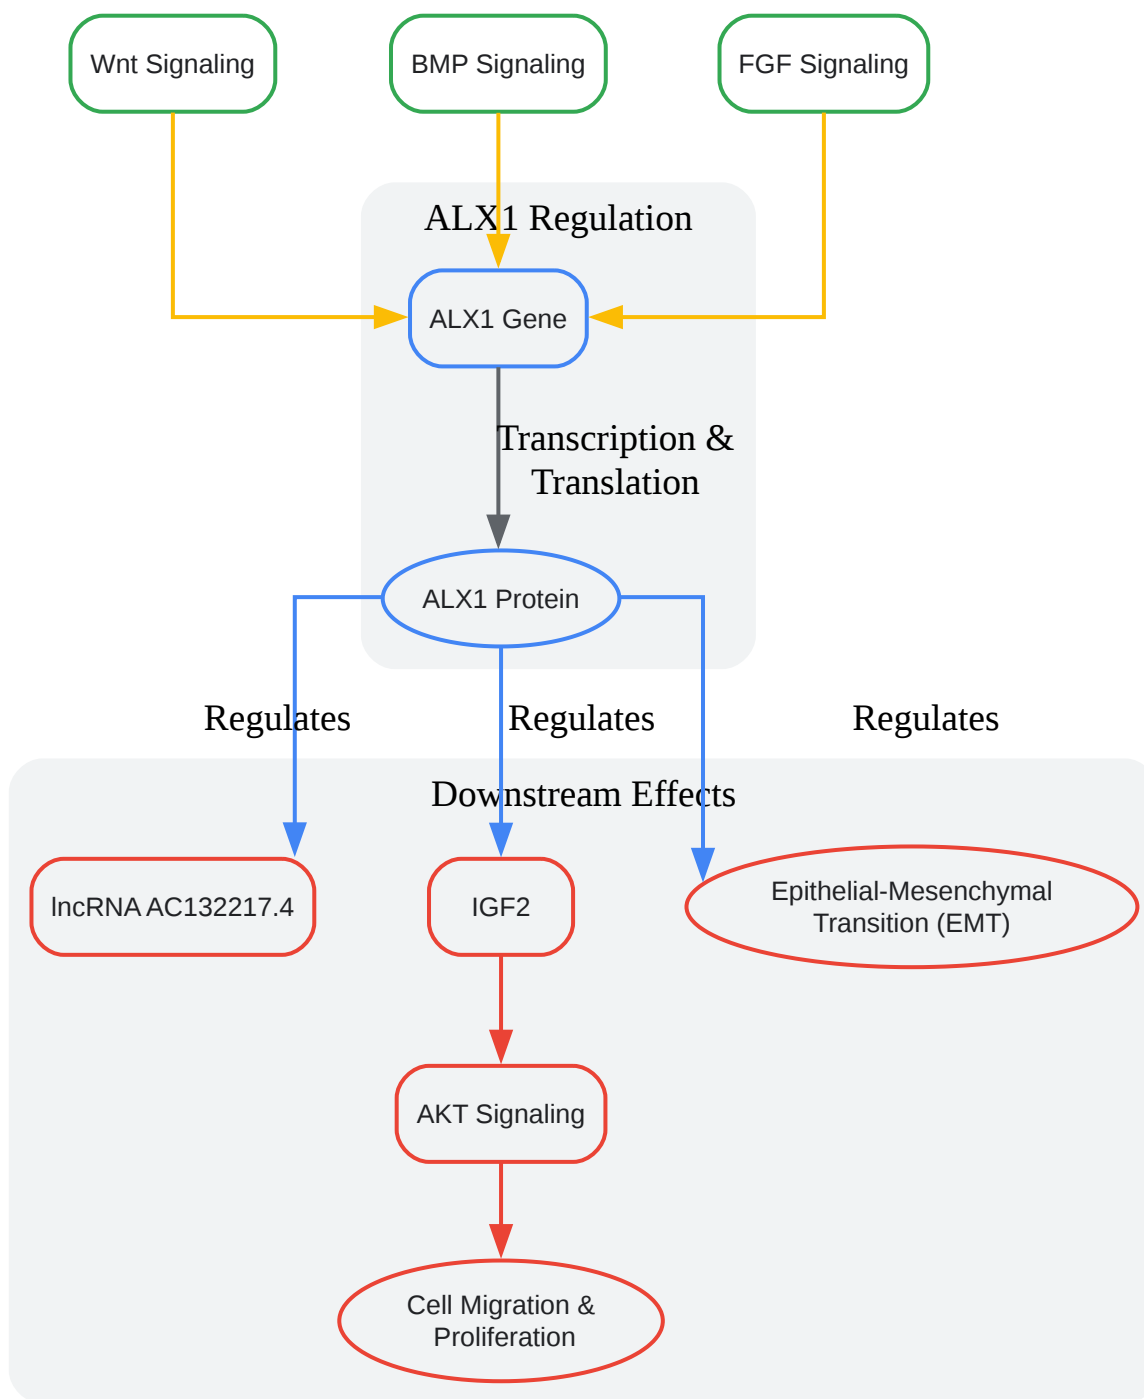 Wnt Signaling
BMP Signaling
FGF Signaling
ALX1 Regulation
ALX1 Gene
Transcription &
Translation
ALX1 Protein
Regulates
Regulates
Regulates
Downstream Effects
lncRNA AC132217.4
IGF2
Epithelial-Mesenchymal
Transition (EMT)
AKT Signaling
Cell Migration &
Proliferation